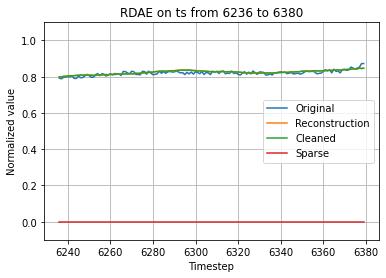 RDAE on ts from 6236 to 6380
Normalized value
1.0
0.8
0.6
0.4
0.2
0.0
Original
Reconstruction
Cleaned
Sparse
6240 6260 6280 6300 6320 6340 6360 6380
Timestep